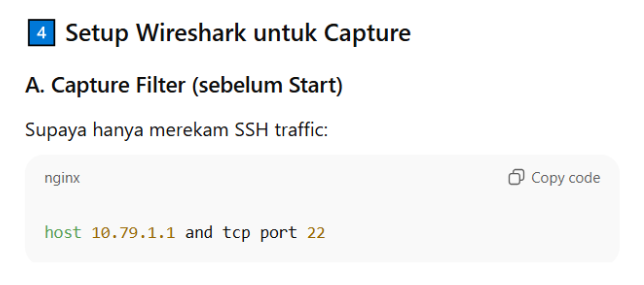 4 Setup Wireshark untuk Capture
A. Capture Filter (sebelum Start)
Supaya hanya merekam SSH traffic:
nginx Copy code
host 10.79.1.1 and tcp port 22